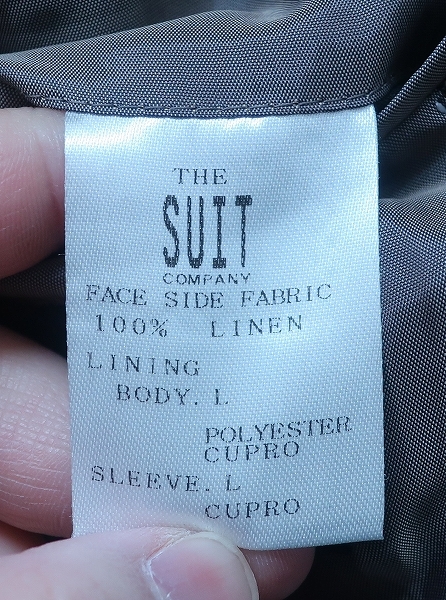 THE
SUIT
COMPANY
FACE SIDE FABRIC
100% LINEN
LINING
BODY. L
POLYESTER
CUPRO
SLEEVE. L
CUPRO